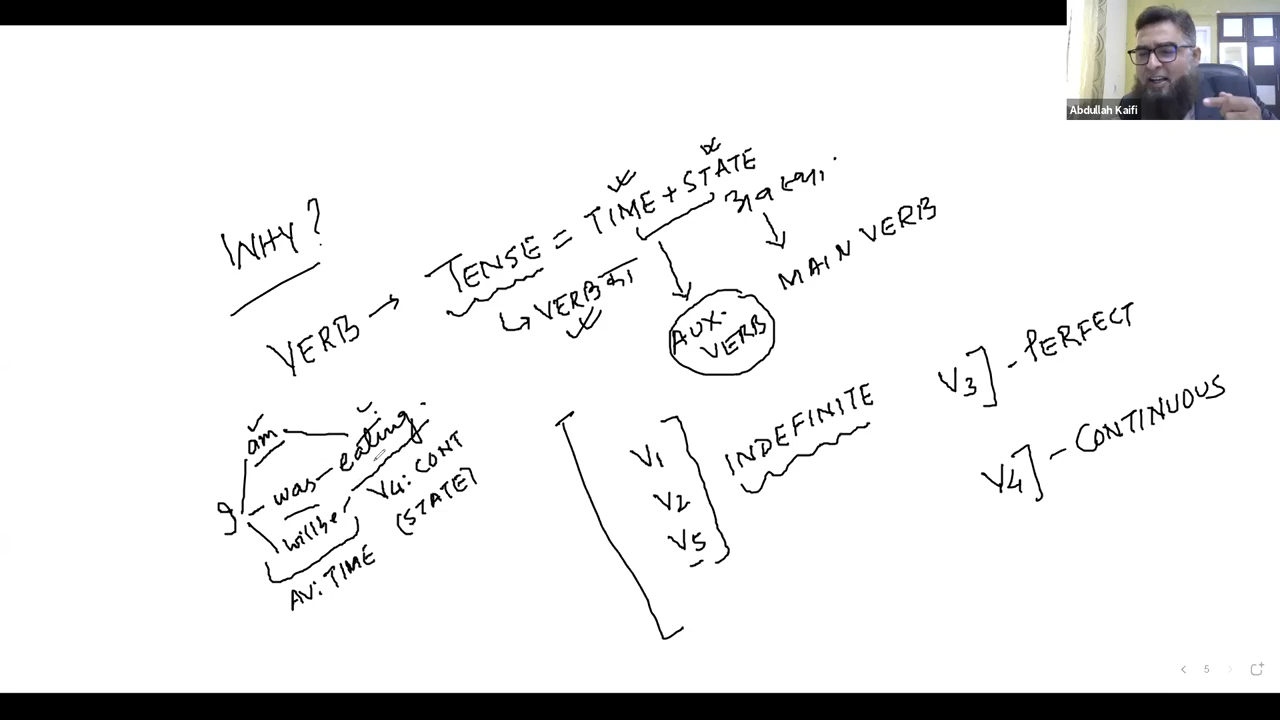 Abdullah Kaifi
WHY?
VERB → TENSE = TIME + STATE
अवस्था
VERB का
AUX. VERB
MAIN VERB
I
am
was
will be
eating.
V4: CONT
(STATE)
AV: TIME
V1
V2
V5
INDEFINITE
V3] - PERFECT
V4] - CONTINUOUS
5